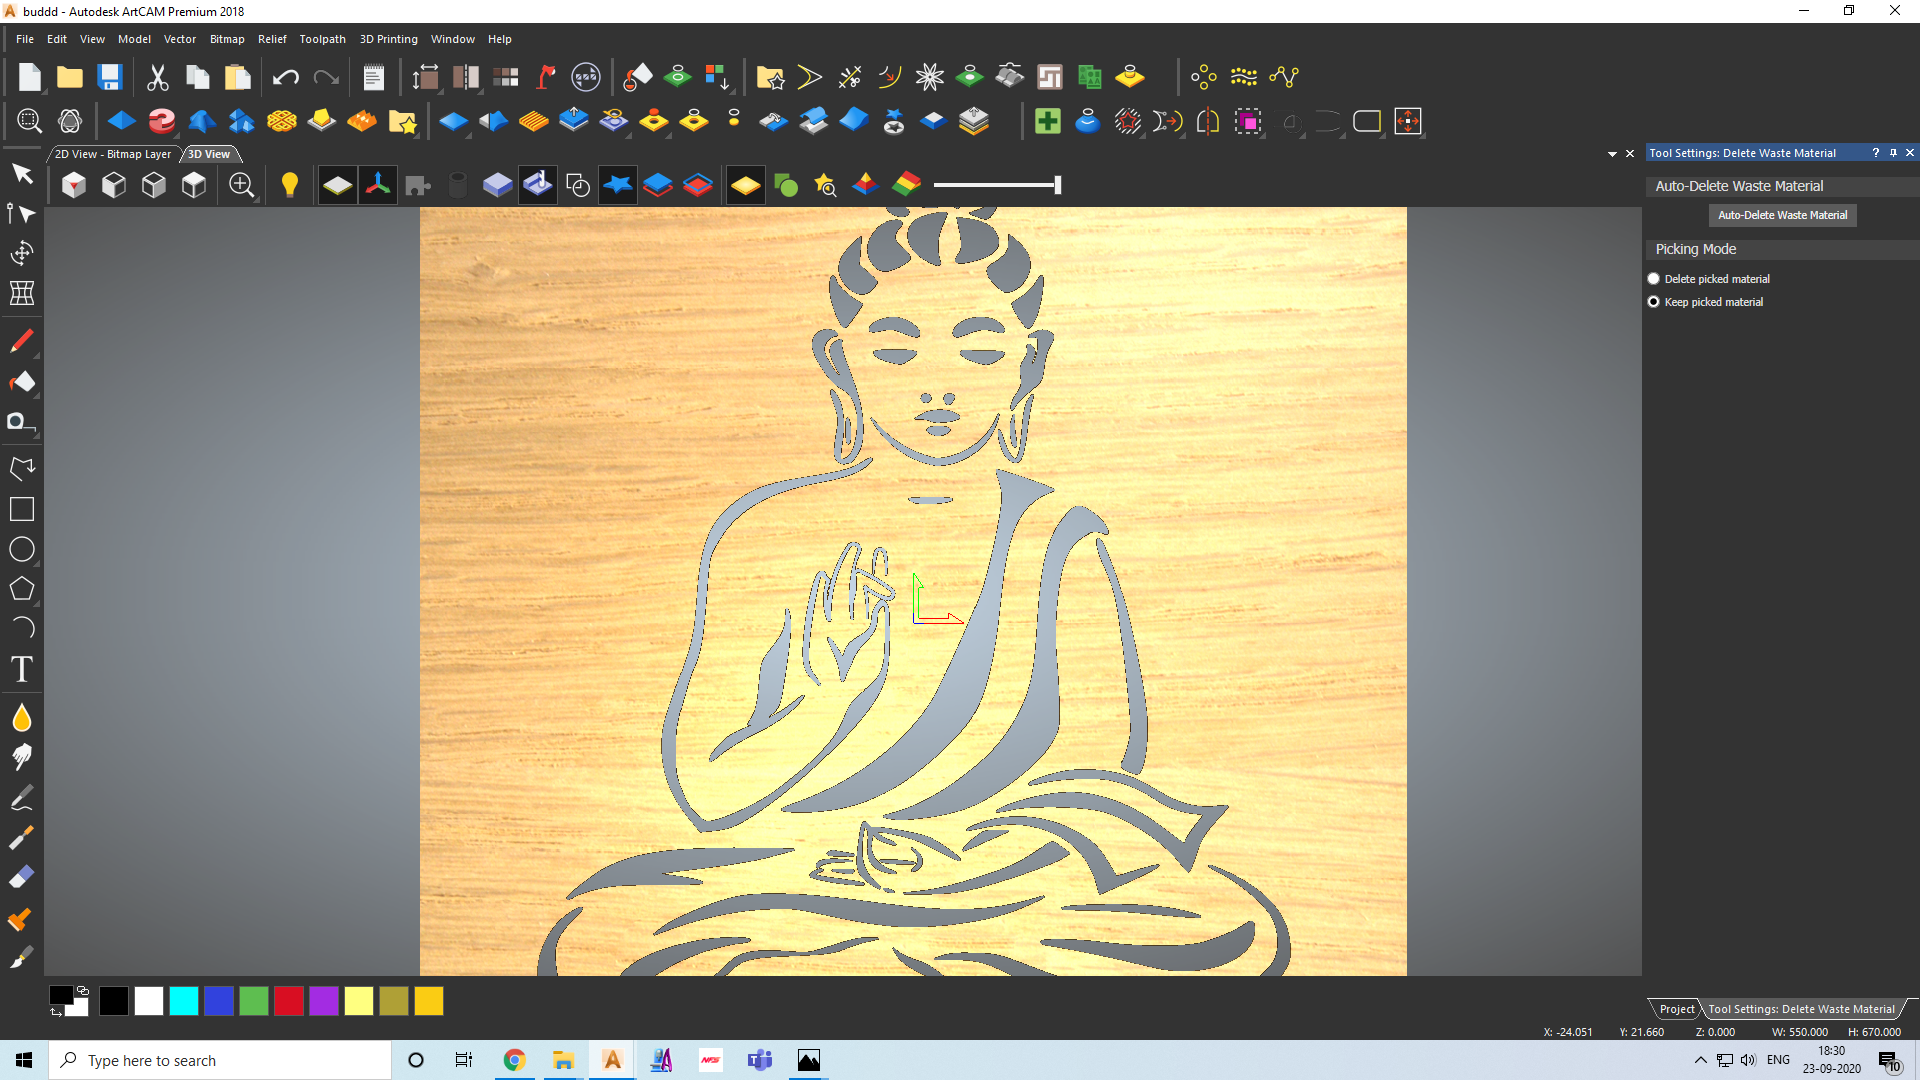 buddd - Autodesk ArtCAM Premium 2018
File Edit View Model Vector Bitmap Relief Toolpath 3D Printing Window Help
2D View - Bitmap Layer 3D View
Tool Settings: Delete Waste Material
Auto-Delete Waste Material
Auto-Delete Waste Material
Picking Mode
Delete picked material
Keep picked material
T
Project Tool Settings: Delete Waste Material
X: -24.051 Y: 21.660 Z: 0.000 W: 550.000 H: 670.000
Type here to search
NFS
ENG
18:30
23-09-2020
10